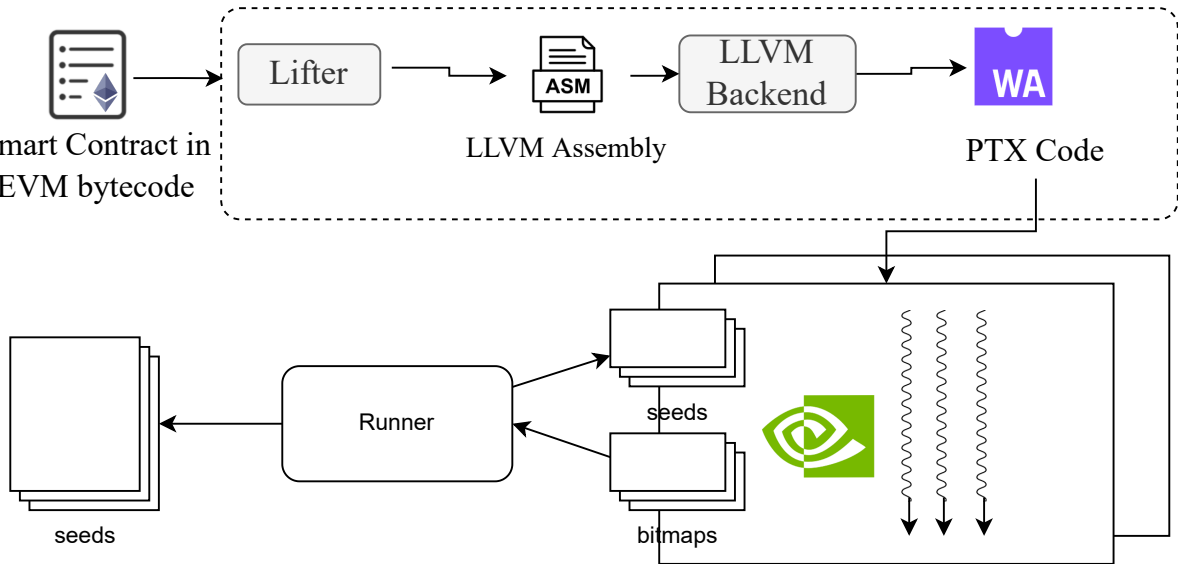 Lifter
ASM
LLVM
Backend
WA
mart Contract in
EVM bytecode
LLVM Assembly
PTX Code
seeds
Runner
bitmaps
seeds